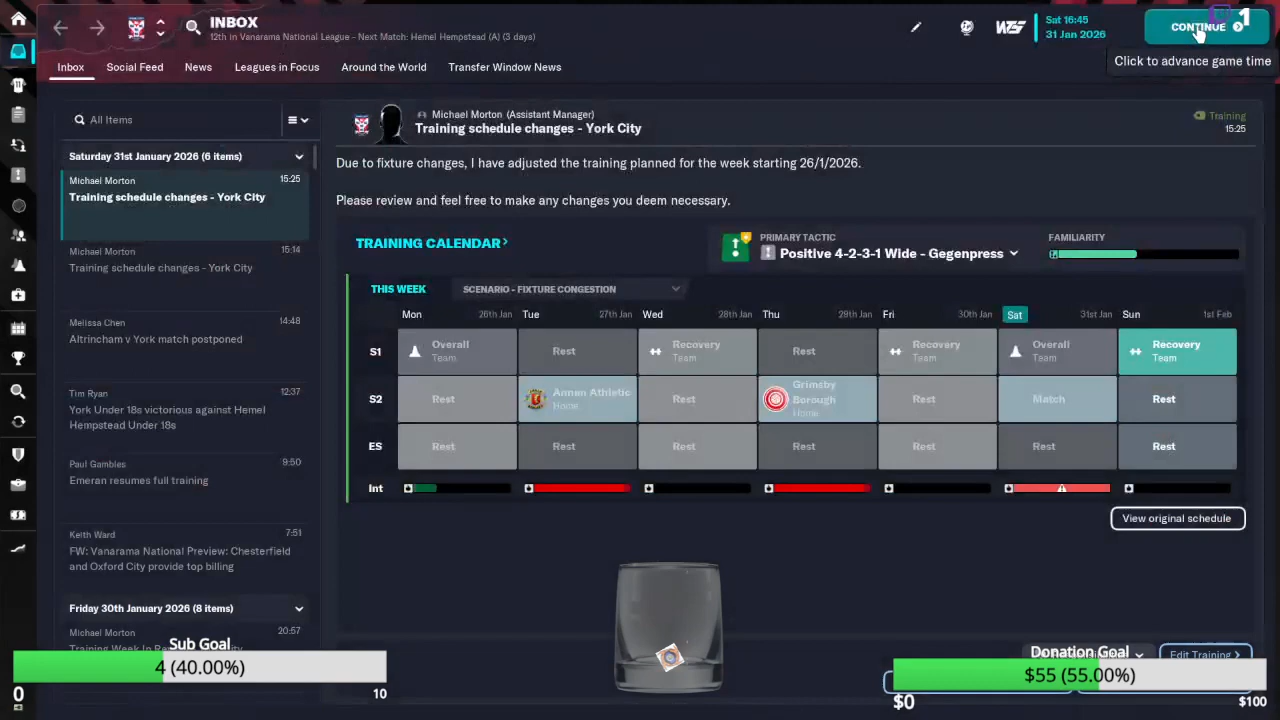 INBOX
12th in Vanarama National League - Next Match: Hemel Hempstead (A) (3 days)
Sat 16:45
31 Jan 2026
CONTINUE
1
Click to advance game time
Inbox
Social Feed
News
Leagues in Focus
Around the World
Transfer Window News
All Items
Saturday 31st January 2026 (6 items)
Michael Morton
15:25
Training schedule changes - York City
Michael Morton
15:14
Training schedule changes - York City
Melissa Chen
14:48
Altrincham v York match postponed
Tim Ryan
12:37
York Under 18s victorious against Hemel
Hempstead Under 18s
Paul Gambles
9:50
Emeran resumes full training
Keith Ward
7:51
FW: Vanarama National Preview: Chesterfield
and Oxford City provide top billing
Friday 30th January 2026 (8 items)
Michael Morton
20:57
Michael Morton (Assistant Manager)
Training schedule changes - York City
Training
15:25
Due to fixture changes, I have adjusted the training planned for the week starting 26/1/2026.
Please review and feel free to make any changes you deem necessary.
TRAINING CALENDAR
PRIMARY TACTIC
Positive 4-2-3-1 Wide - Gegenpress
FAMILIARITY
THIS WEEK
SCENARIO - FIXTURE CONGESTION
Mon 26th Jan Tue 27th Jan Wed 28th Jan Thu 29th Jan Fri 30th Jan Sat 31st Jan Sun 1st Feb
S1
Overall
Team
Rest
Recovery
Team
Rest
Recovery
Team
Overall
Team
Recovery
Team
S2
Rest
Annan Athletic
Home
Rest
Grimsby
Borough
Home
Rest
Match
Rest
ES
Rest
Rest
Rest
Rest
Rest
Rest
Rest
Int
View original schedule
Edit Training
Sub Goal
4 (40.00%)
0
10
Donation Goal
$55 (55.00%)
$0
$100